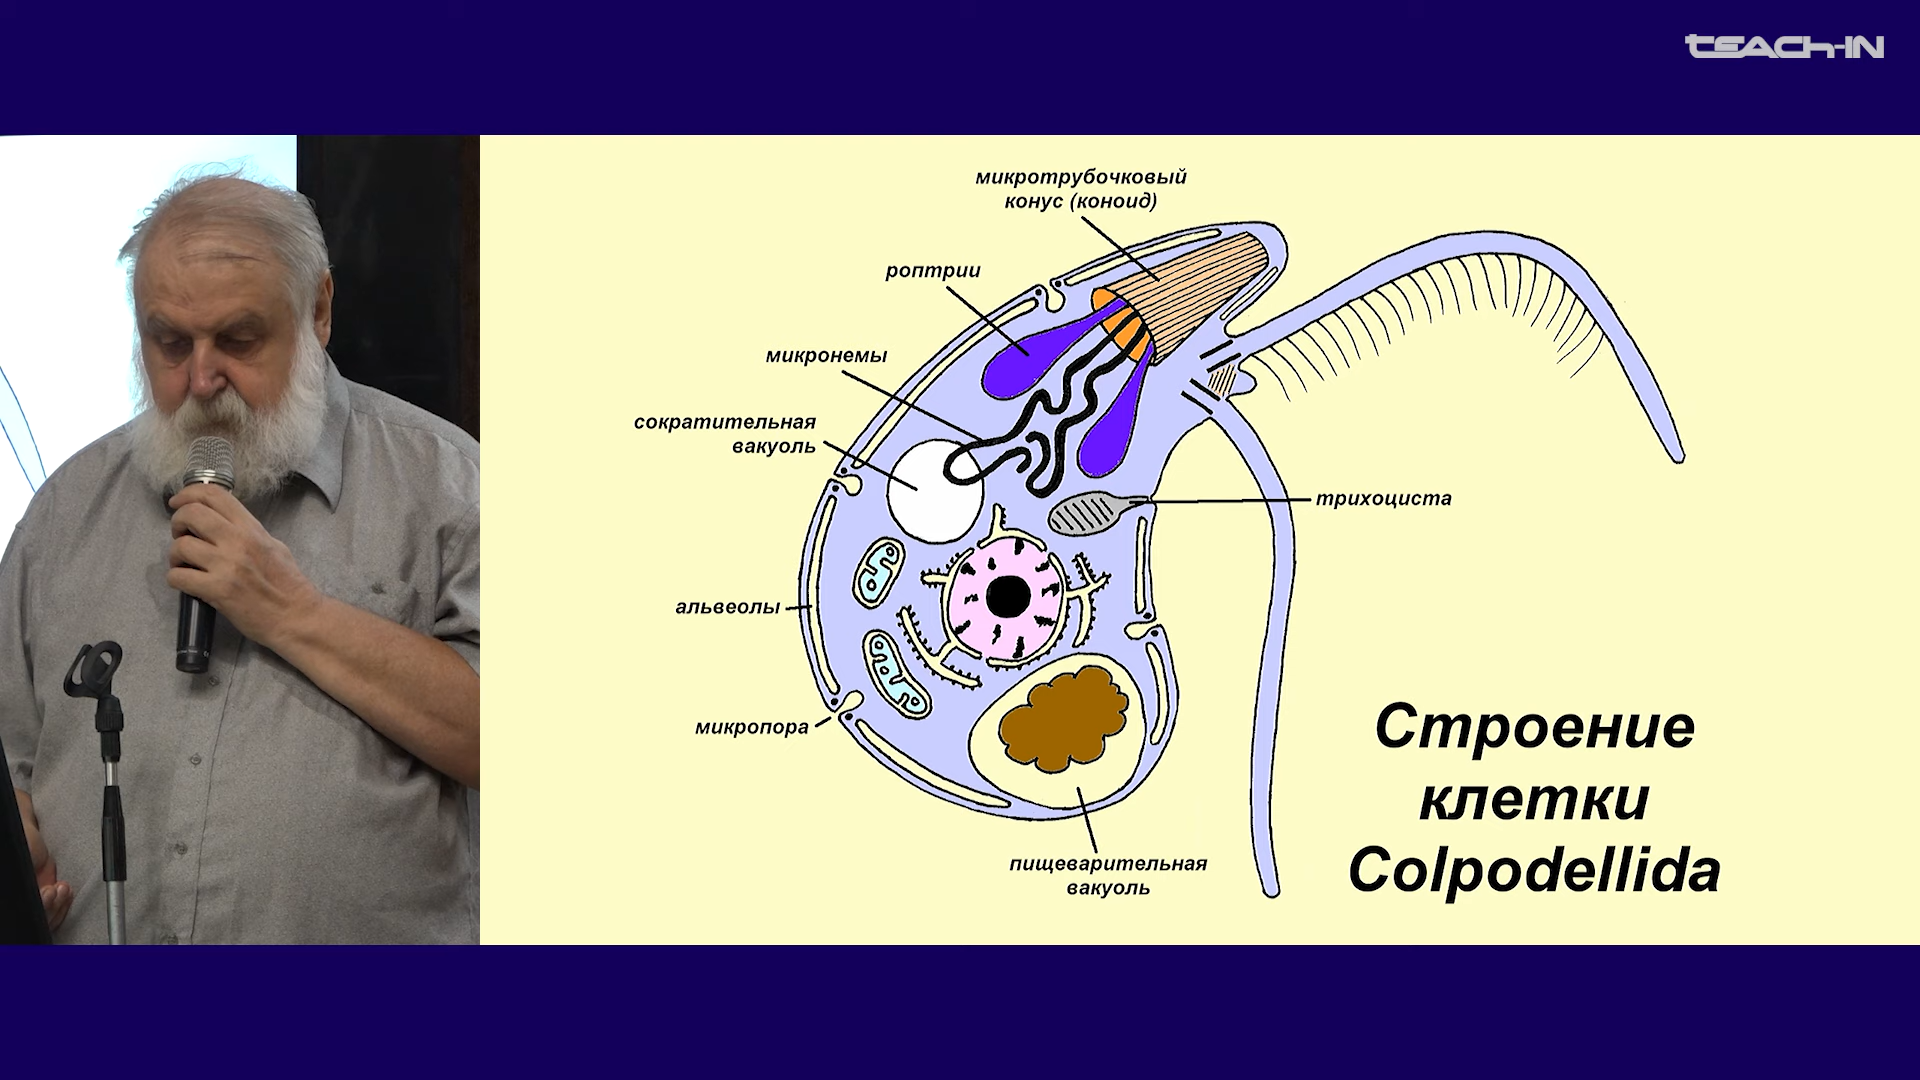 teach-in
микротрубочковый
конус (коноид)
роптрии
микронемы
сократительная
вакуоль
трихоциста
альвеолы
микропора
пищеварительная
вакуоль
Строение
клетки
Colpodellida